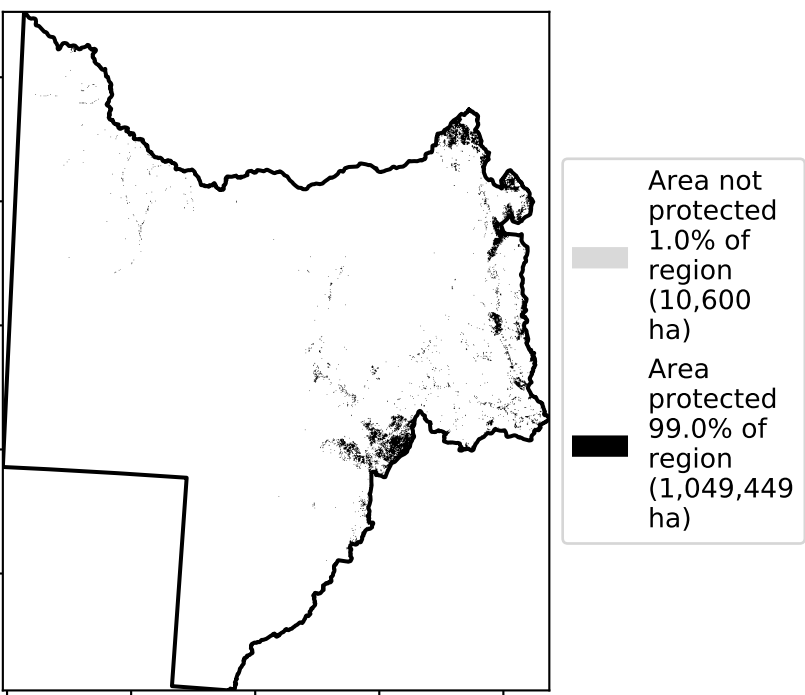 Area not
protected
1.0% of
region
(10,600
ha)
Area
protected
99.0% of
region
(1,049,449
ha)